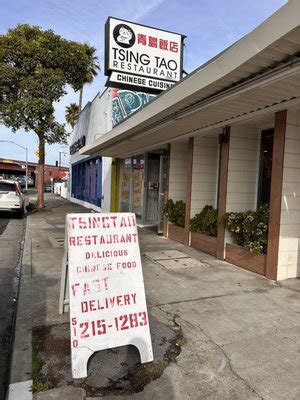 青島飯店
TSING TAO
RESTAURANT
CHINESE CUISINE
TSINGTAO
RESTAURANT
DELICIOUS
CHINESE FOOD
FAST
DELIVERY
510
215-1283